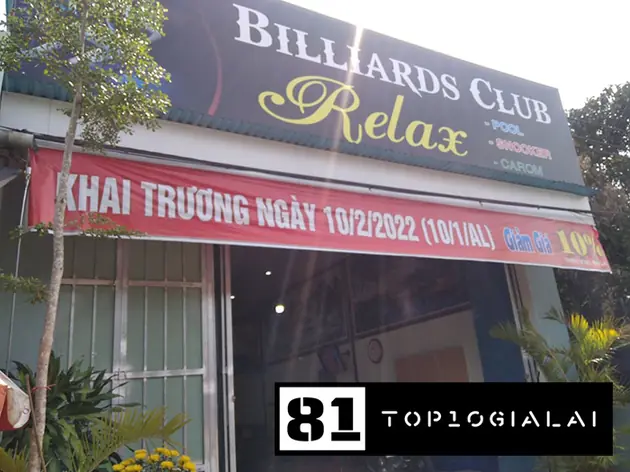 BILLIARDS CLUB
Relax
- POOL
- SNOOKER
- CAROM
KHAI TRƯƠNG NGÀY 10/2/2022 (10/1/AL) Giảm Giá 10%
81 TOP10GIALAI